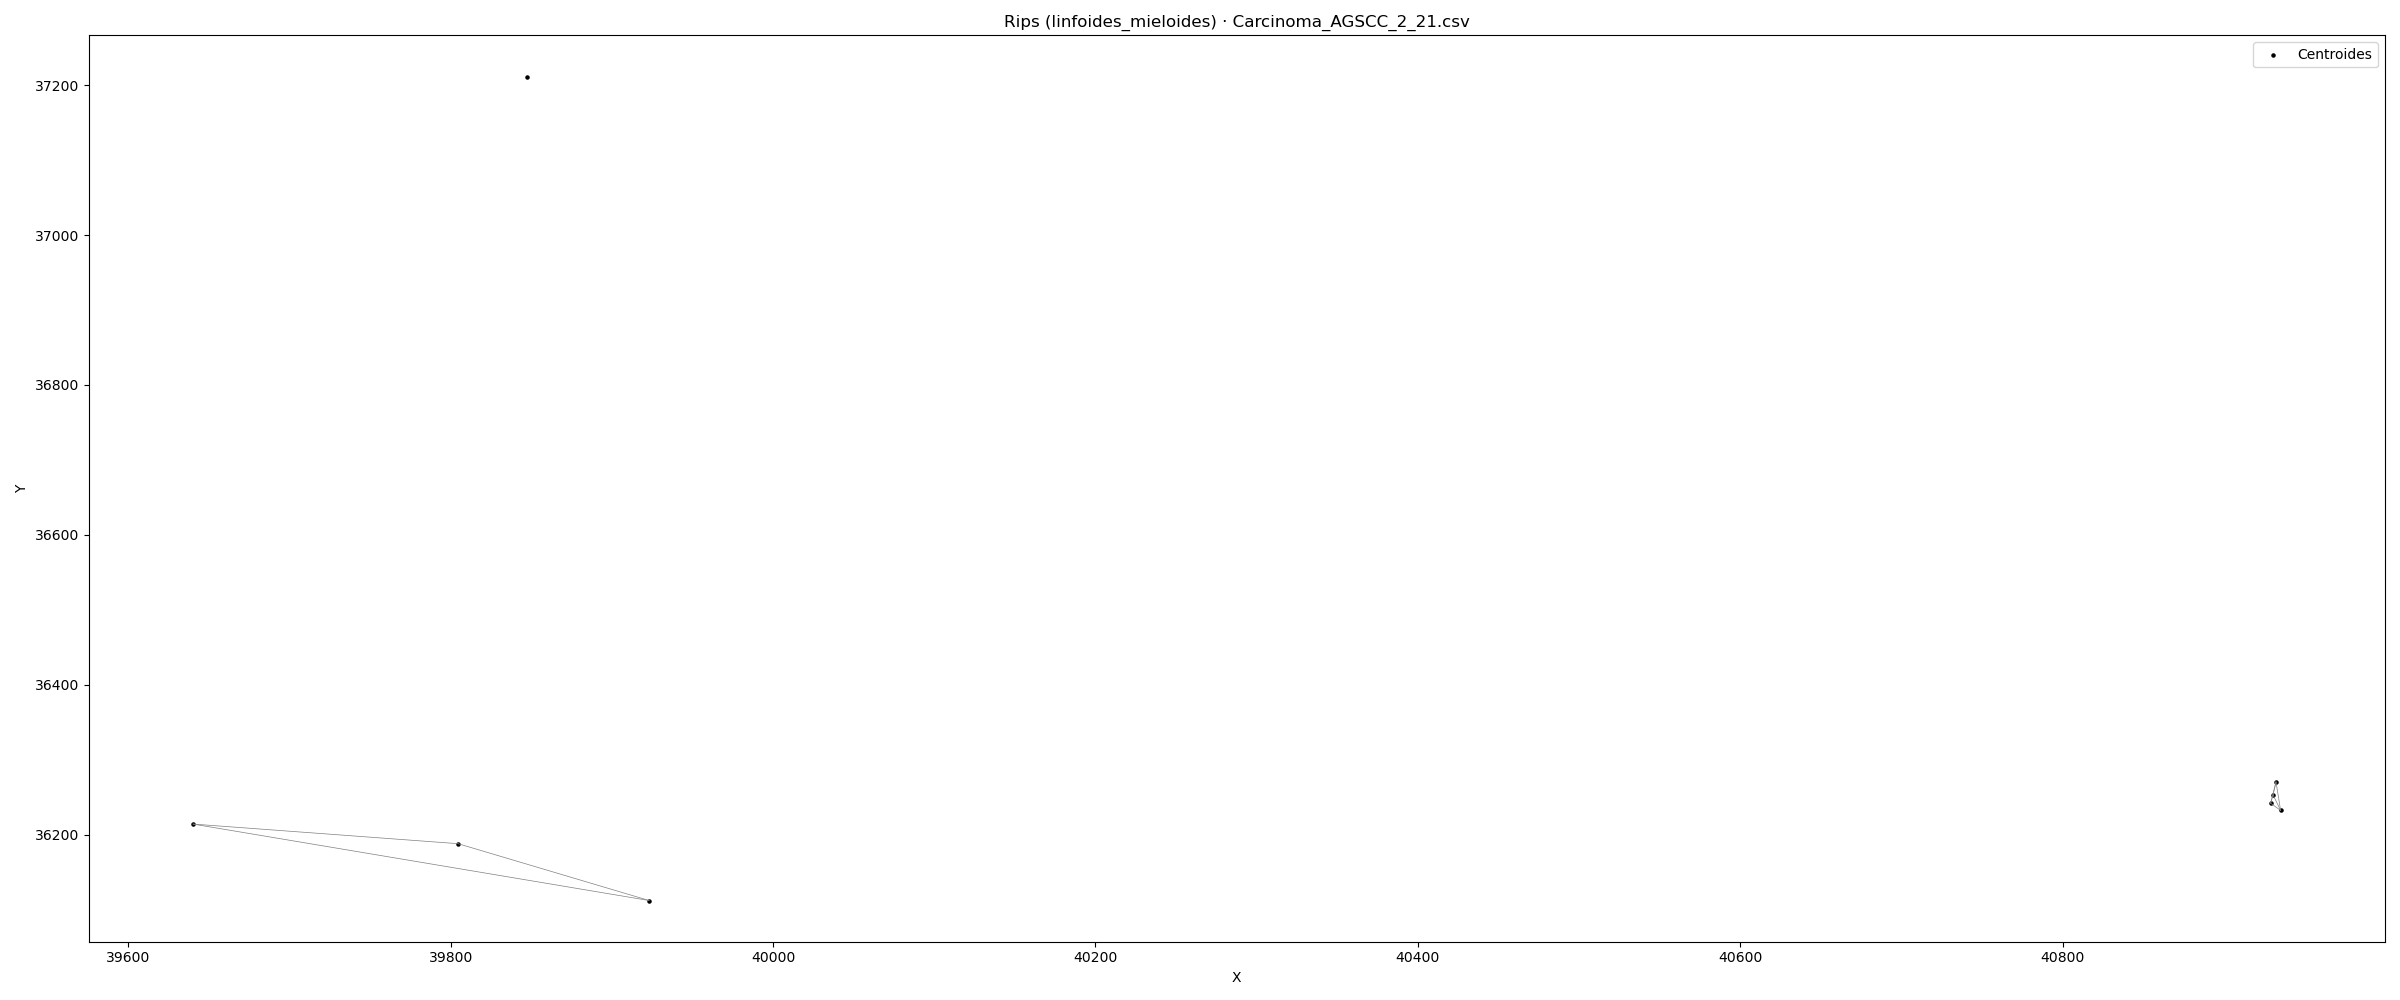 Rips (linfoides_mieloides) · Carcinoma_AGSCC_2_21.csv
Centroides
37200
37000
36800
36600
36400
36200
Y
39600 39800 40000 40200 40400 40600 40800
X